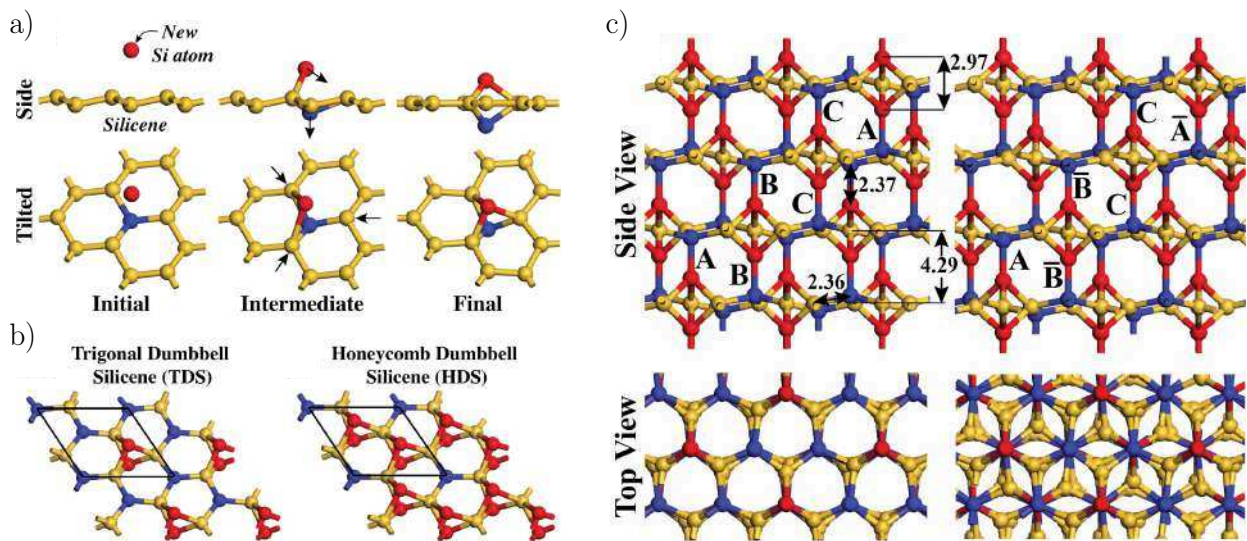 a)
New
Si atom
Side
Silicene
Tilted
Initial
Intermediate
Final
b)
Trigonal Dumbbell
Silicene (TDS)
Honeycomb Dumbbell
Silicene (HDS)
c)
Side View
2.97
C
A
B
2.37
C
A
B
4.29
2.36
C
A̅
B̅
C
A
B̅
Top View